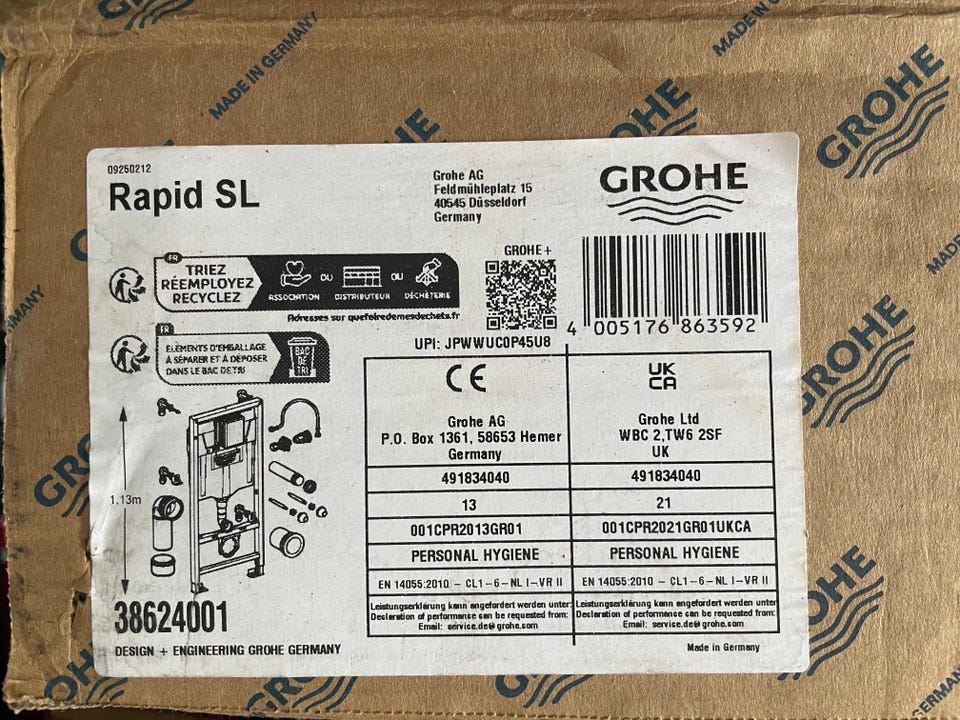 MADE IN GERMANY
GROHE
MADE IN GERMANY
GROHE
GROHE
09250212
Rapid SL
Grohe AG
Feldmühleplatz 15
40545 Düsseldorf
Germany
GROHE
FR
TRIEZ
RÉEMPLOYEZ
RECYCLEZ
ASSOCIATION OU DISTRIBUTEUR OU DÉCHÈTERIE
Adresses sur quefairedemesdechets.fr
GROHE+
UPI: JPWWUC0P45U8
4 005176 863592
FR
ÉLÉMENTS D'EMBALLAGE
À SÉPARER ET À DÉPOSER
DANS LE BAC DE TRI
BAC
DE
TRI
CE
Grohe AG
P.O. Box 1361, 58653 Hemer
Germany
491834040
13
001CPR2013GR01
PERSONAL HYGIENE
EN 14055:2010 – CL1-6-NL I-VR II
Leistungserklärung kann angefordert werden unter:
Declaration of performance can be requested from:
Email: service.de@grohe.com
UK
CA
Grohe Ltd
WBC 2,TW6 2SF
UK
491834040
21
001CPR2021GR01UKCA
PERSONAL HYGIENE
EN 14055:2010 – CL1-6-NL I-VR II
Leistungserklärung kann angefordert werden unter
Declaration of performance can be requested from:
Email: service.de@grohe.com
1,13m
38624001
DESIGN + ENGINEERING GROHE GERMANY
Made in Germany
GROHE
GROHE